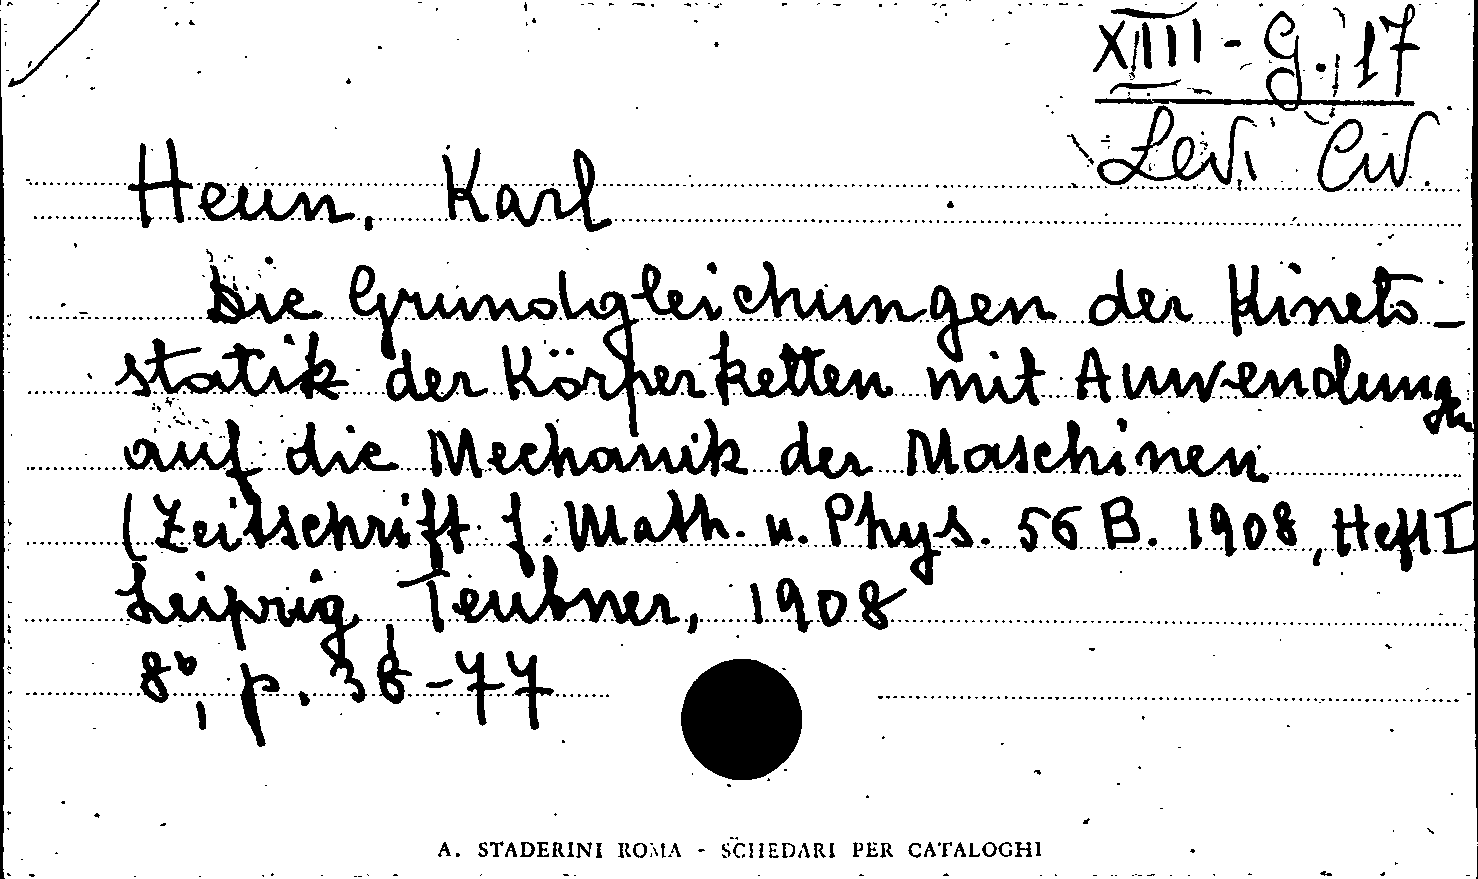 XIII - G. 17
Levi Civ.
Heun, Karl
Die Grundgleichungen der Kineto-
statik der Körperketten mit Anwendungen
auf die Mechanik der Maschinen
(Zeitschrift f. Math. u. Phys. 56 B. 1908, Heft I
Leipzig, Teubner, 1908
8°, p. 38-77
A. STADERINI ROMA - SCHEDARI PER CATALOGHI